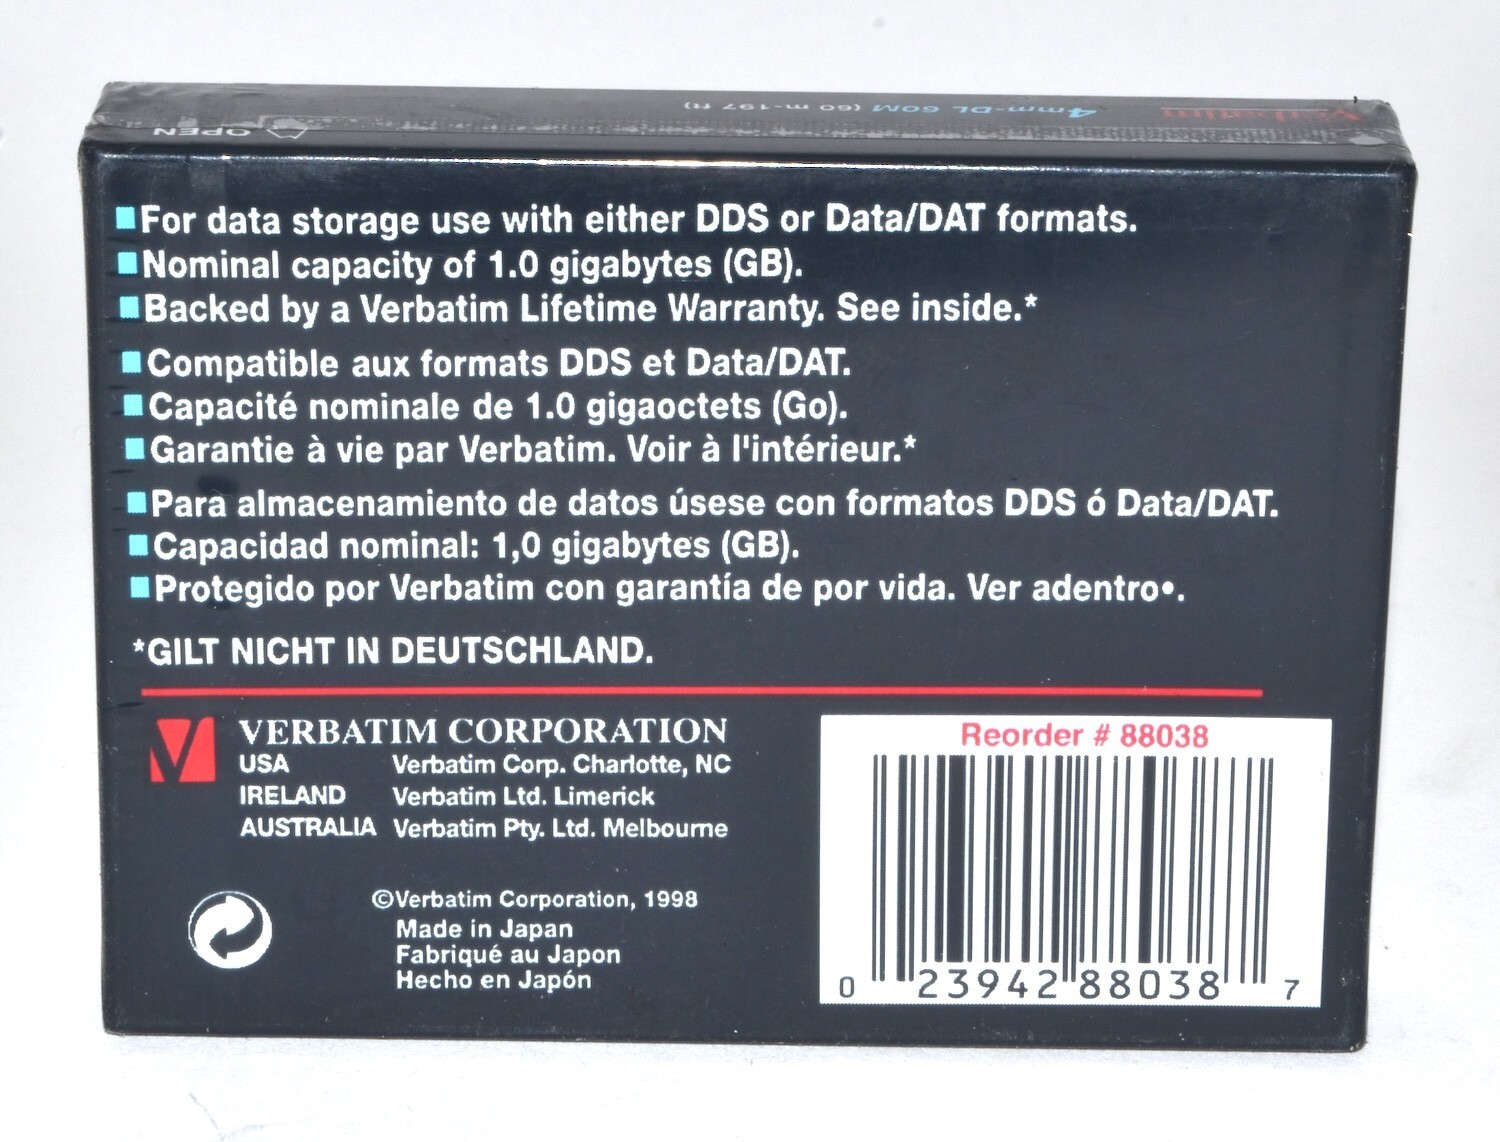 Verbatim
4mm-DL 60M (60 m-197 ft)
OPEN
For data storage use with either DDS or Data/DAT formats.
Nominal capacity of 1.0 gigabytes (GB).
Backed by a Verbatim Lifetime Warranty. See inside.*
Compatible aux formats DDS et Data/DAT.
Capacité nominale de 1.0 gigaoctets (Go).
Garantie à vie par Verbatim. Voir à l'intérieur.*
Para almacenamiento de datos úsese con formatos DDS ó Data/DAT.
Capacidad nominal: 1,0 gigabytes (GB).
Protegido por Verbatim con garantía de por vida. Ver adentro•.
*GILT NICHT IN DEUTSCHLAND.
VERBATIM CORPORATION
USA Verbatim Corp. Charlotte, NC
IRELAND Verbatim Ltd. Limerick
AUSTRALIA Verbatim Pty. Ltd. Melbourne
©Verbatim Corporation, 1998
Made in Japan
Fabriqué au Japon
Hecho en Japón
Reorder # 88038
0 23942 88038 7